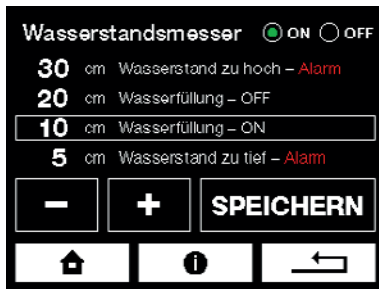 Wasserstandsmesser ON OFF
30 cm Wasserstand zu hoch – Alarm
20 cm Wasserfüllung – OFF
10 cm Wasserfüllung – ON
5 cm Wasserstand zu tief – Alarm
– + SPEICHERN